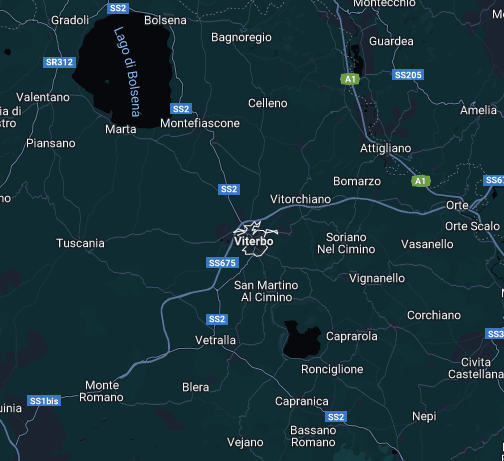 Montecchio
Gradoli
SS2
Bolsena
Bagnoregio
Guardea
Lago di Bolsena
SR312
A1
SS205
Valentano
SS2
Celleno
Amelia
Marta
Montefiascone
Piansano
Attigliano
SS2
Bomarzo
A1
Vitorchiano
Orte
Orte Scalo
Tuscania
Viterbo
Soriano
Nel Cimino
Vasanello
SS675
San Martino
Al Cimino
Vignanello
SS2
Corchiano
Vetralla
Caprarola
Ronciglione
Civita
Castellana
Monte
Romano
Blera
SS1bis
Capranica
SS2
Nepi
Bassano
Romano
Vejano